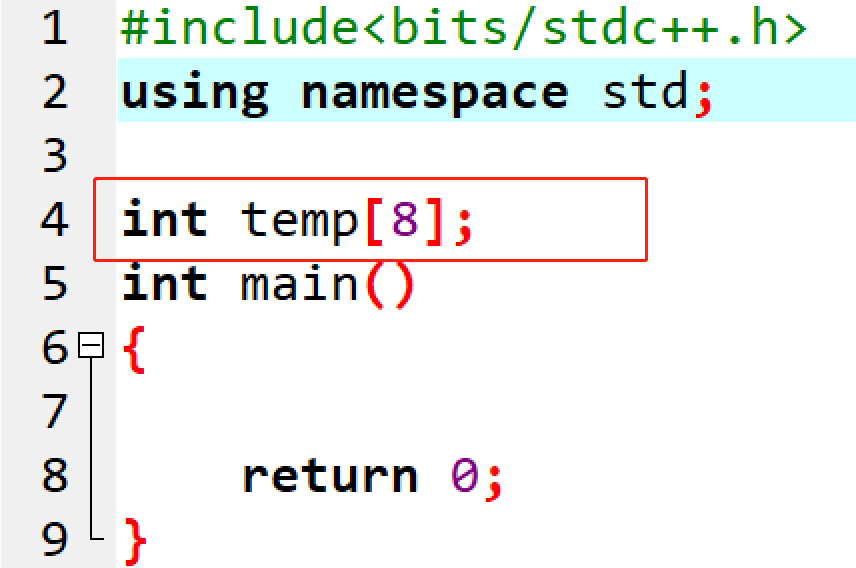 1 #include<bits/stdc++.h>
2 using namespace std;
3
4 int temp[8];
5 int main()
6 {
7
8 return 0;
9 }